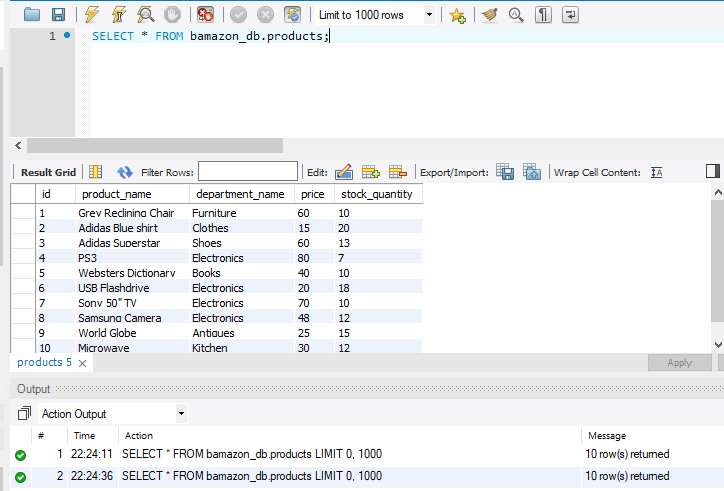 Limit to 1000 rows
1 SELECT * FROM bamazon_db.products;
Result Grid Filter Rows: Edit: Export/Import: Wrap Cell Content:
id product_name department_name price stock_quantity
1 Grey Reclining Chair Furniture 60 10
2 Adidas Blue shirt Clothes 15 20
3 Adidas Superstar Shoes 60 13
4 PS3 Electronics 80 7
5 Websters Dictionary Books 40 10
6 USB Flashdrive Electronics 20 18
7 Sony 50" TV Electronics 70 10
8 Samsung Camera Electronics 48 12
9 World Globe Antiques 25 15
10 Microwave Kitchen 30 12
products 5 Apply
Output
Action Output
# Time Action Message
1 22:24:11 SELECT * FROM bamazon_db.products LIMIT 0, 1000 10 row(s) returned
2 22:24:36 SELECT * FROM bamazon_db.products LIMIT 0, 1000 10 row(s) returned